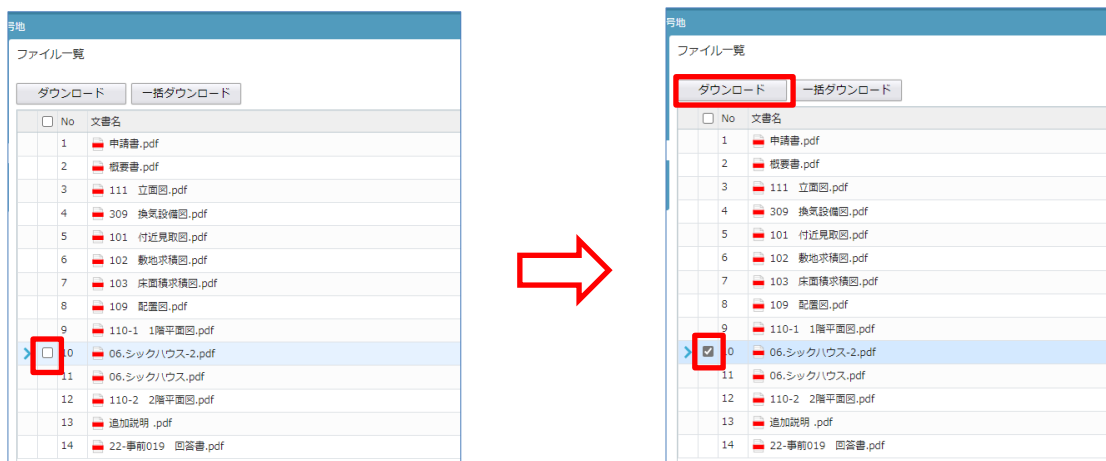 号地
ファイル一覧
ダウンロード 一括ダウンロード
No 文書名
1 申請書.pdf
2 概要書.pdf
3 111 立面図.pdf
4 309 換気設備図.pdf
5 101 付近見取図.pdf
6 102 敷地求積図.pdf
7 103 床面積求積図.pdf
8 109 配置図.pdf
9 110-1 1階平面図.pdf
10 06.シックハウス-2.pdf
11 06.シックハウス.pdf
12 110-2 2階平面図.pdf
13 追加説明 .pdf
14 22-事前019 回答書.pdf
号地
ファイル一覧
ダウンロード 一括ダウンロード
No 文書名
1 申請書.pdf
2 概要書.pdf
3 111 立面図.pdf
4 309 換気設備図.pdf
5 101 付近見取図.pdf
6 102 敷地求積図.pdf
7 103 床面積求積図.pdf
8 109 配置図.pdf
9 110-1 1階平面図.pdf
10 06.シックハウス-2.pdf
11 06.シックハウス.pdf
12 110-2 2階平面図.pdf
13 追加説明 .pdf
14 22-事前019 回答書.pdf